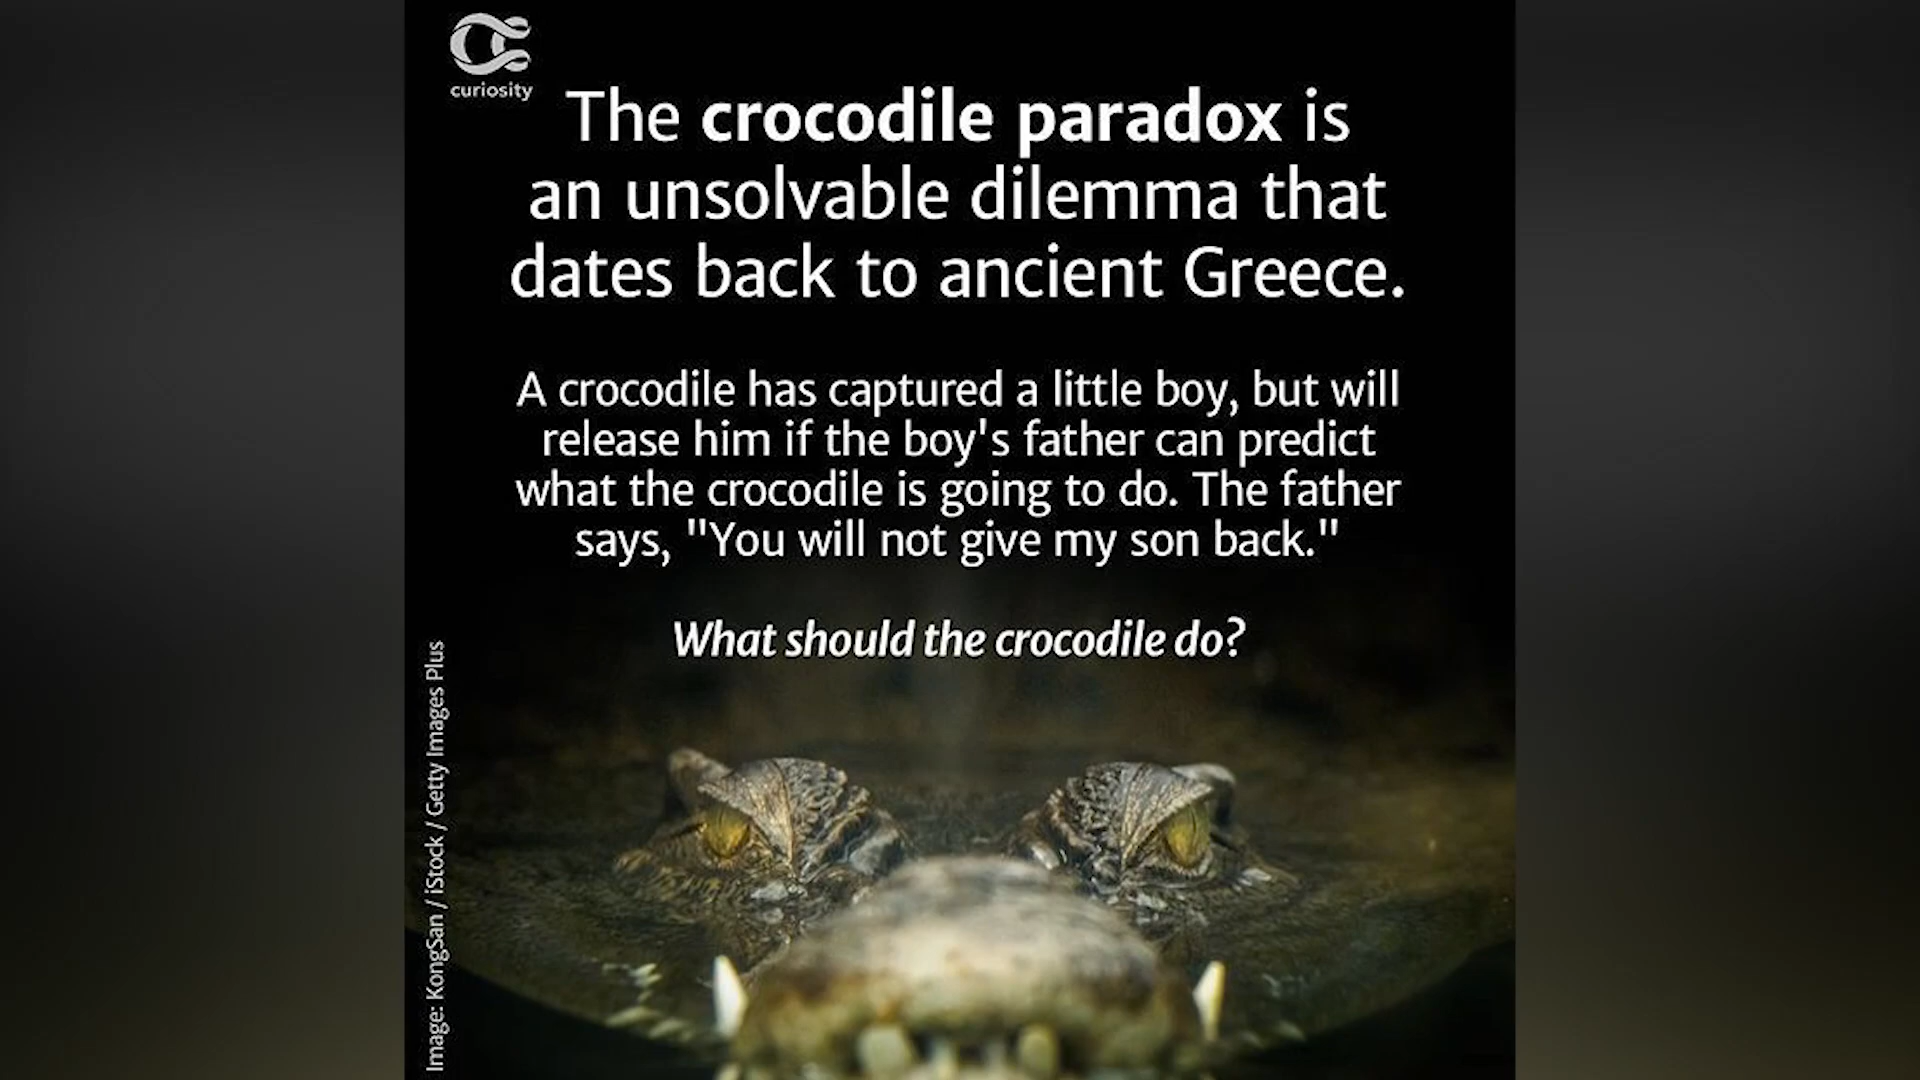 curiosity
The crocodile paradox is
an unsolvable dilemma that
dates back to ancient Greece.
A crocodile has captured a little boy, but will
release him if the boy's father can predict
what the crocodile is going to do. The father
says, "You will not give my son back."
What should the crocodile do?
Image: KongSan / iStock / Getty Images Plus